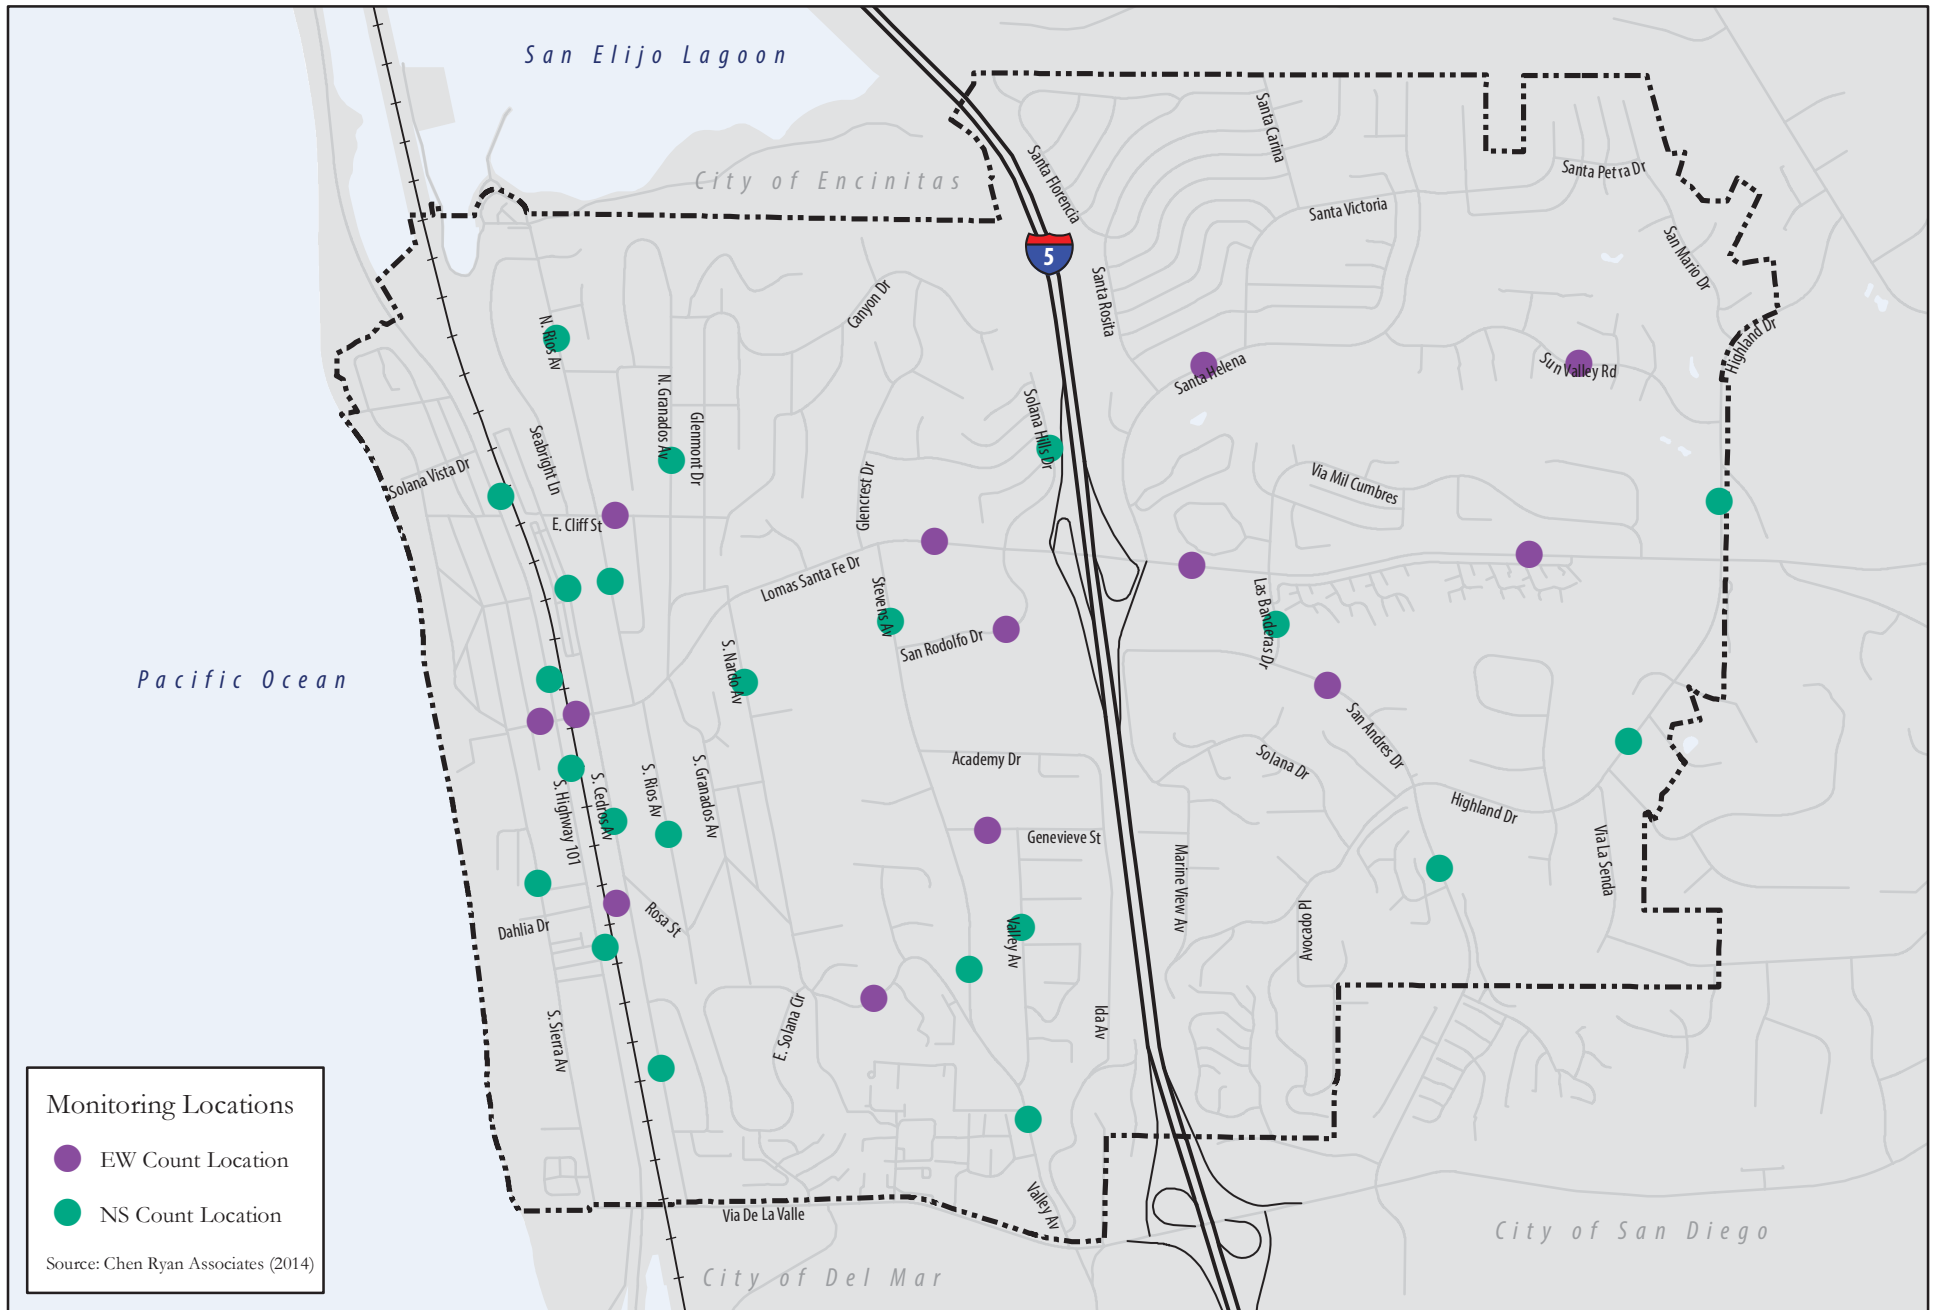 San Elijo Lagoon
City of Encinitas
Santa Carina
Santa Florencia
Santa Petra Dr
Santa Victoria
San Mario Dr
5
Santa Rosita
Canyon Dr
N. Rios Av
Highland Dr
Santa Helena
Sun Valley Rd
N. Granados Av
Glenmont Dr
Solana Hills Dr
Seabright Ln
Solana Vista Dr
Glencrest Dr
Via Mil Cumbres
E. Cliff St
Lomas Santa Fe Dr
Stevens Av
Las Banderas Dr
San Rodolfo Dr
S. Nardo Av
Pacific Ocean
San Andres Dr
Solana Dr
Academy Dr
S. Highway 101
S. Cedros Av
S. Rios Av
S. Granados Av
Highland Dr
Genevieve St
Marine View Av
Via La Senda
Rosa St
Dahlia Dr
Valley Av
Avocado Pl
E. Solana Cir
Ida Av
S. Sierra Av
Valley Av
Via De La Valle
City of San Diego
City of Del Mar
Monitoring Locations
EW Count Location
NS Count Location
Source: Chen Ryan Associates (2014)